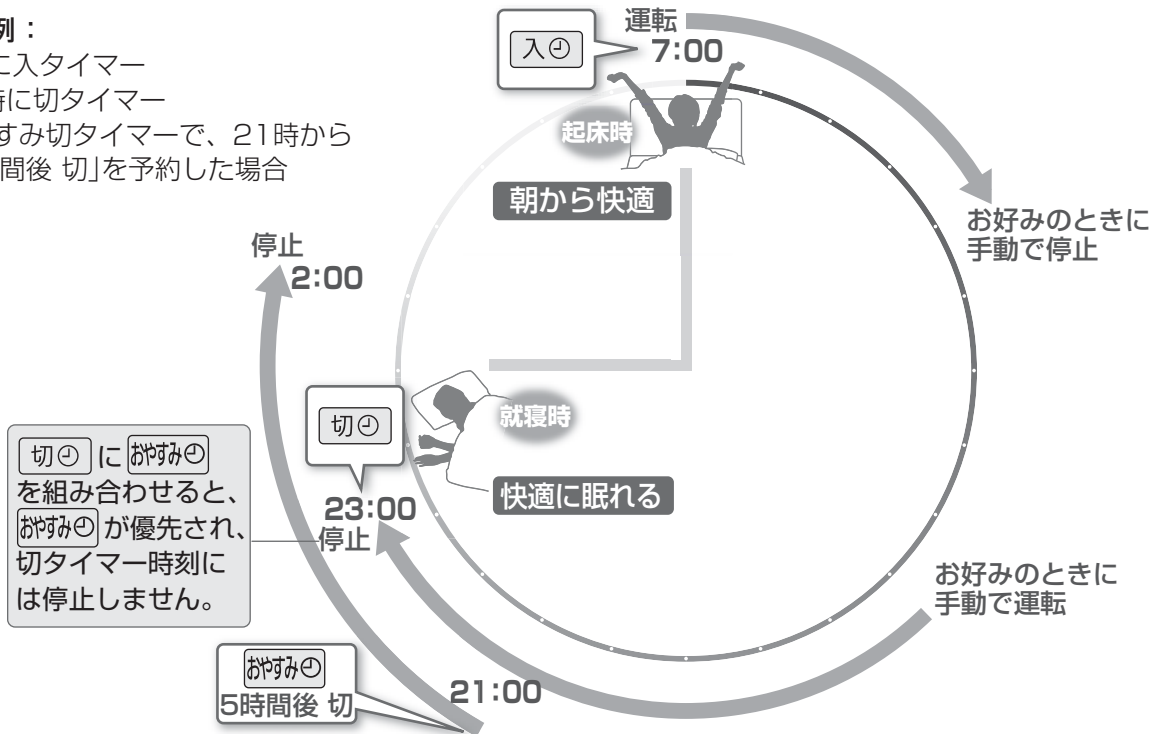 例：
に入タイマー
時に切タイマー
すみ切タイマーで、21時から
間後 切」を予約した場合
入
運転
7:00
起床時
朝から快適
お好みのときに
手動で停止
停止
2:00
就寝時
快適に眠れる
切
23:00
停止
切 に おやすみ
を組み合わせると、
おやすみ が優先され、
切タイマー時刻に
は停止しません。
お好みのときに
手動で運転
おやすみ
5時間後 切
21:00